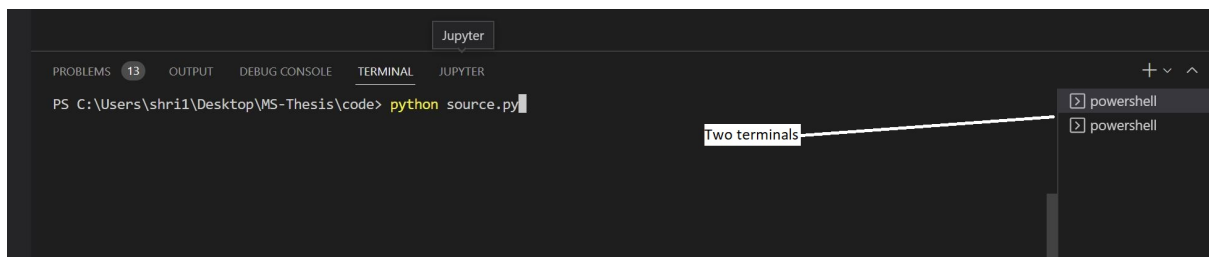 Jupyter
PROBLEMS 13 OUTPUT DEBUG CONSOLE TERMINAL JUPYTER
PS C:\Users\shri1\Desktop\MS-Thesis\code> python source.py
powershell
Two terminals
powershell